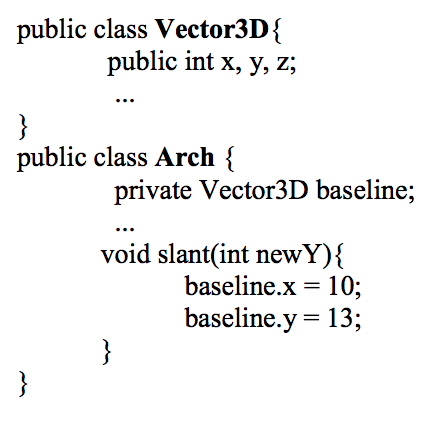 public class Vector3D{
public int x, y, z;
...
}
public class Arch {
private Vector3D baseline;
...
void slant(int newY){
baseline.x = 10;
baseline.y = 13;
}
}